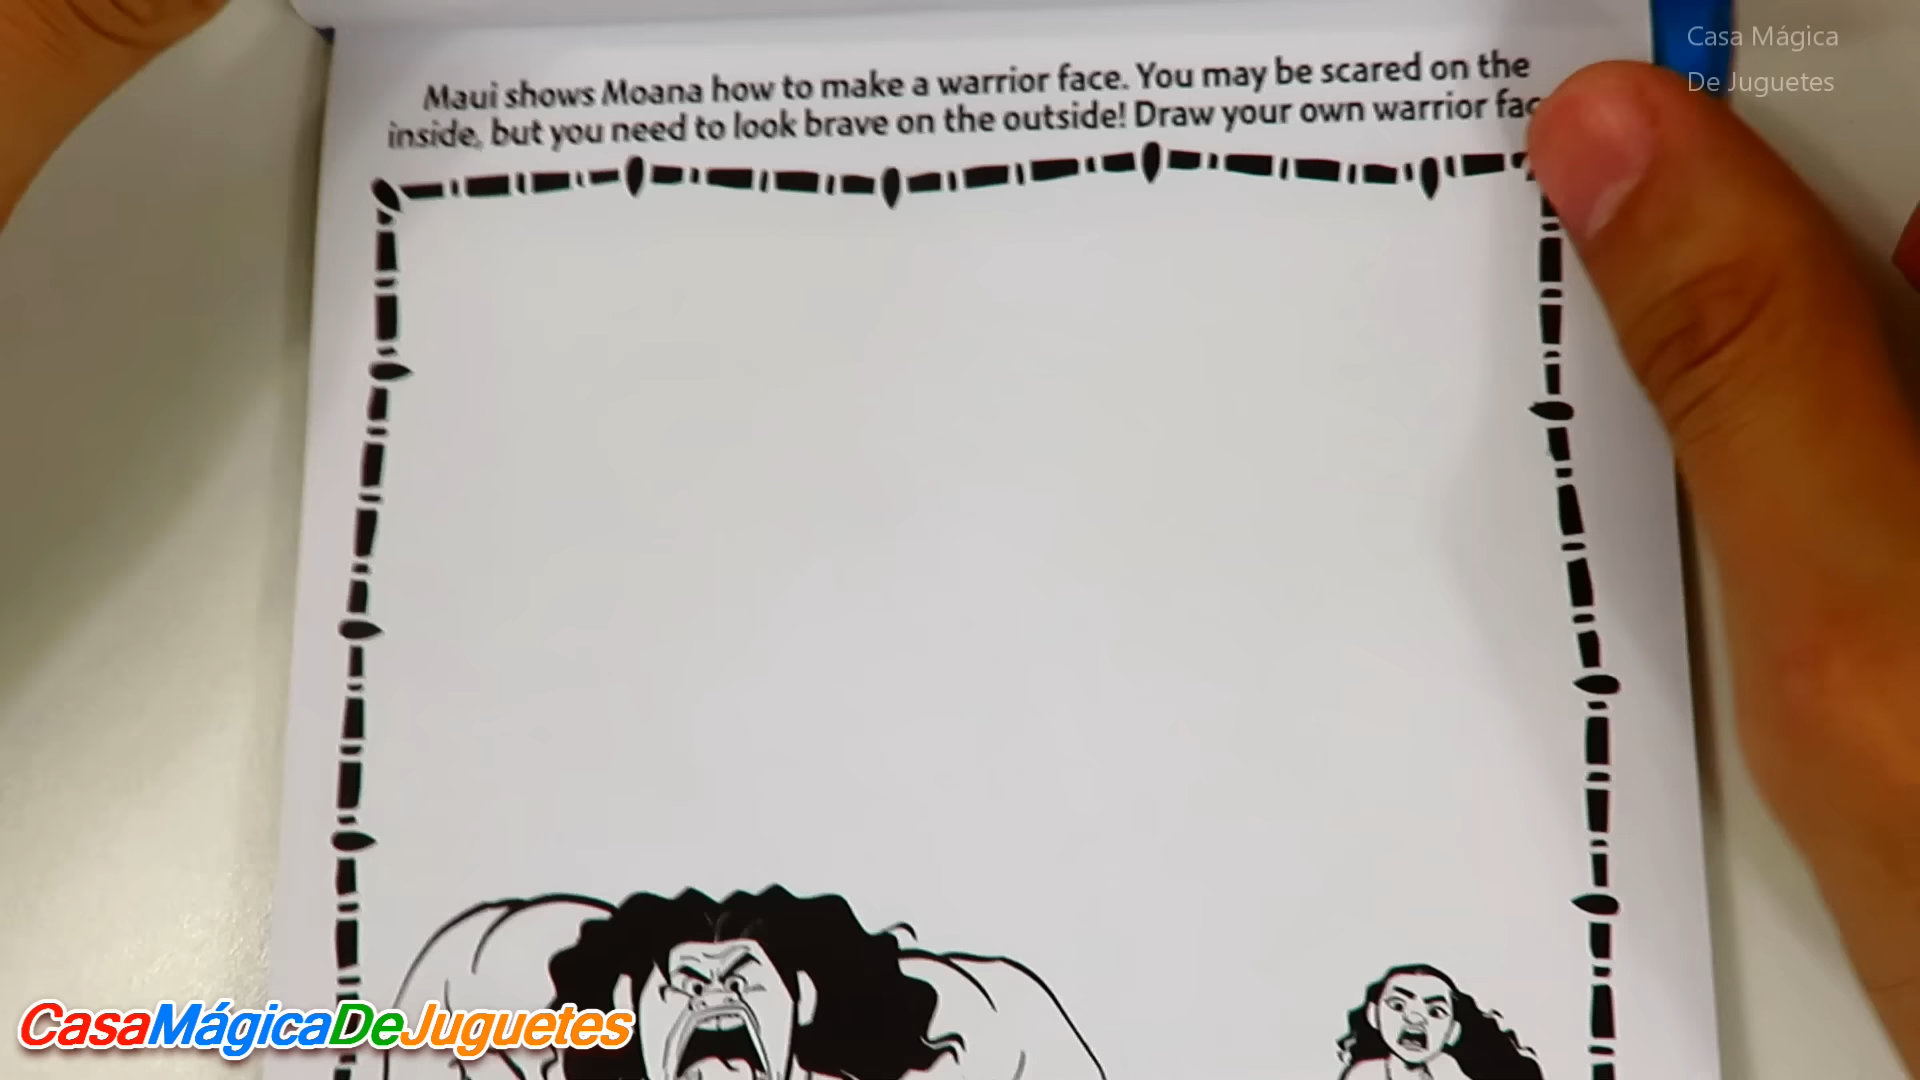 Casa Mágica
De Juguetes
Maui shows Moana how to make a warrior face. You may be scared on the
inside, but you need to look brave on the outside! Draw your own warrior
CasaMágicaDeJuguetes